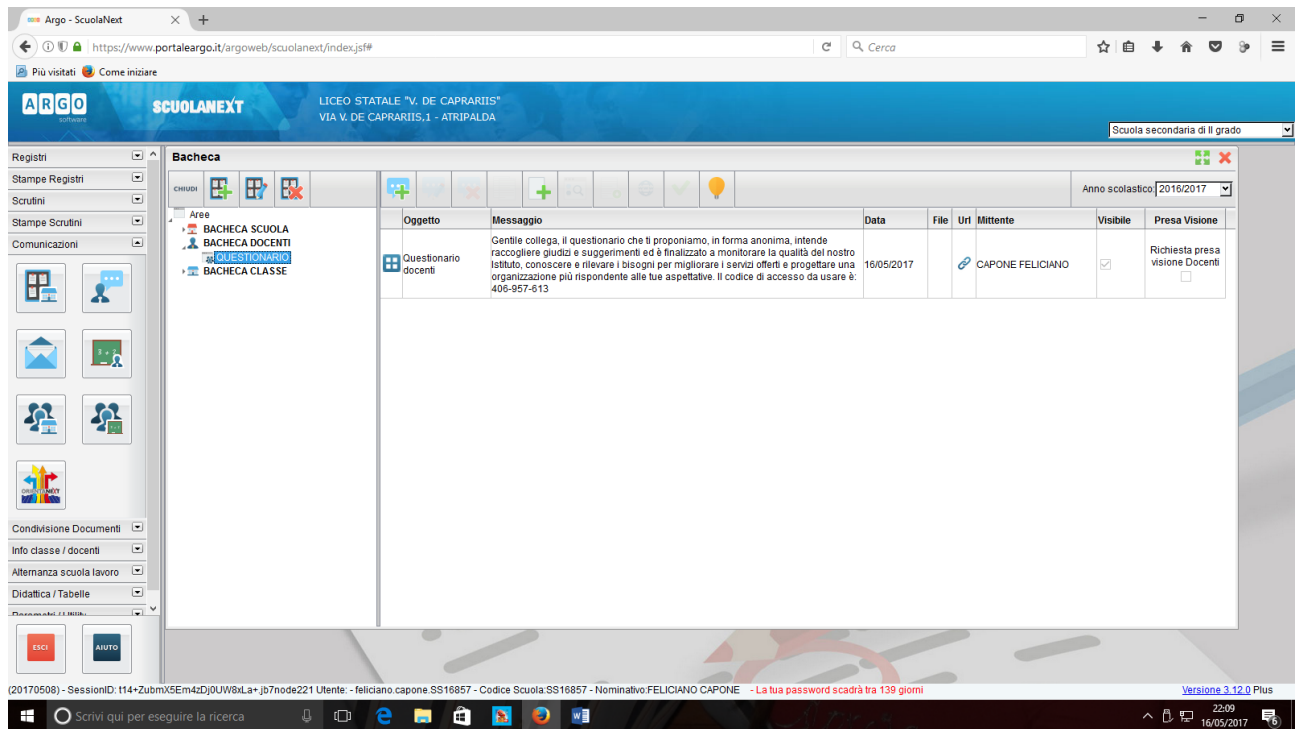 Argo - ScuolaNext
https://www.portaleargo.it/argoweb/scuolanext/index.jsf#
Cerca
Più visitati
Come iniziare
ARGO
software
SCUOLANEXT
LICEO STATALE "V. DE CAPRARIIS"
VIA V. DE CAPRARIIS,1 - ATRIPALDA
Scuola secondaria di II grado
Registri
Stampe Registri
Scrutini
Stampe Scrutini
Comunicazioni
ORIENTANEXT
Condivisione Documenti
Info classe / docenti
Alternanza scuola lavoro
Didattica / Tabelle
ESCI
AIUTO
Bacheca
CHIUDI
Anno scolastico: 2016/2017
Aree
BACHECA SCUOLA
BACHECA DOCENTI
QUESTIONARIO
BACHECA CLASSE
Oggetto Messaggio Data File Url Mittente Visibile Presa Visione
Questionario
docenti
Gentile collega, il questionario che ti proponiamo, in forma anonima, intende
raccogliere giudizi e suggerimenti ed è finalizzato a monitorare la qualità del nostro
Istituto, conoscere e rilevare i bisogni per migliorare i servizi offerti e progettare una
organizzazione più rispondente alle tue aspettative. Il codice di accesso da usare è:
406-957-613
16/05/2017
CAPONE FELICIANO
Richiesta presa
visione Docenti
(20170508) - SessionID: t14+ZubmX5Em4zDj0UW8xLa+.jb7node221 Utente: - feliciano.capone.SS16857 - Codice Scuola:SS16857 - Nominativo:FELICIANO CAPONE - La tua password scadrà tra 139 giorni
Versione 3.12.0 Plus
Scrivi qui per eseguire la ricerca
22:09
16/05/2017